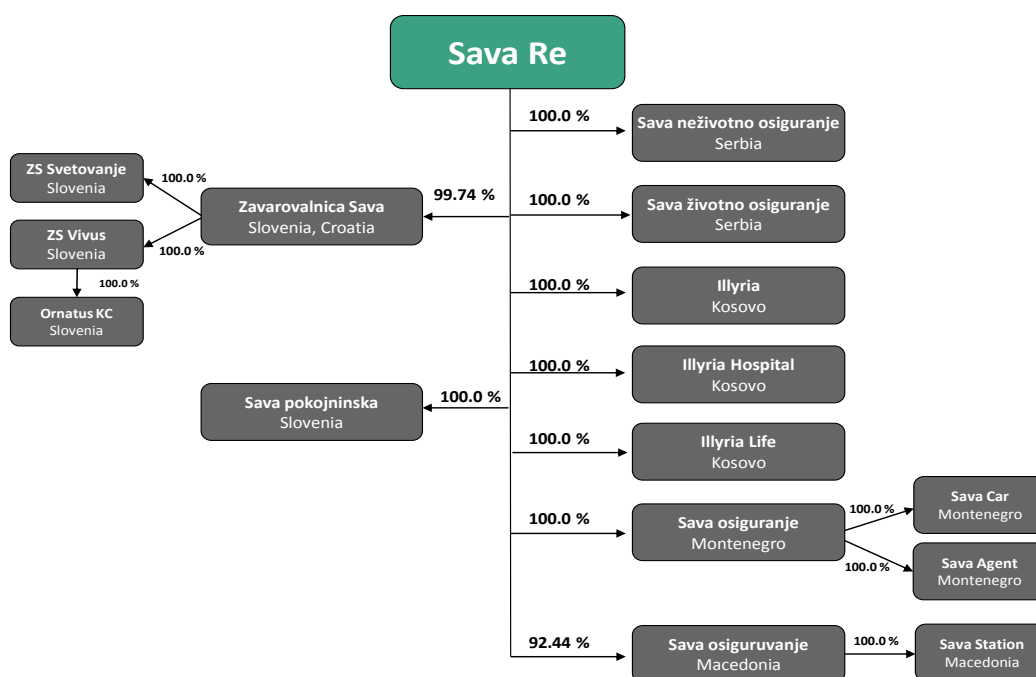 Sava Re
100.0 %
Sava neživotno osiguranje
Serbia
ZS Svetovanje
Slovenia
100.0 %
99.74 %
Zavarovalnica Sava
Slovenia, Croatia
100.0 %
Sava životno osiguranje
Serbia
ZS Vivus
Slovenia
100.0 %
100.0 %
Ornatus KC
Slovenia
100.0 %
Illyria
Kosovo
100.0 %
Illyria Hospital
Kosovo
Sava pokojninska
Slovenia
100.0 %
100.0 %
Illyria Life
Kosovo
100.0 %
Sava osiguranje
Montenegro
100.0 %
Sava Car
Montenegro
100.0 %
Sava Agent
Montenegro
92.44 %
Sava osiguruvanje
Macedonia
100.0 %
Sava Station
Macedonia